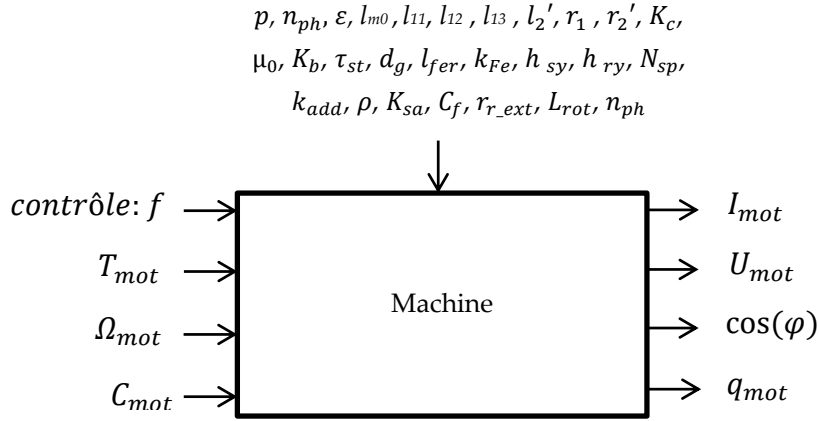 p, n_ph, ε, l_m0, l_11, l_12, l_13, l_2′, r_1, r_2′, K_c,
μ_0, K_b, τ_st, d_g, l_fer, k_Fe, h_sy, h_ry, N_sp,
k_add, ρ, K_sa, C_f, r_r_ext, L_rot, n_ph
contrôle: f
T_mot
Ω_mot
C_mot
Machine
I_mot
U_mot
cos(φ)
q_mot